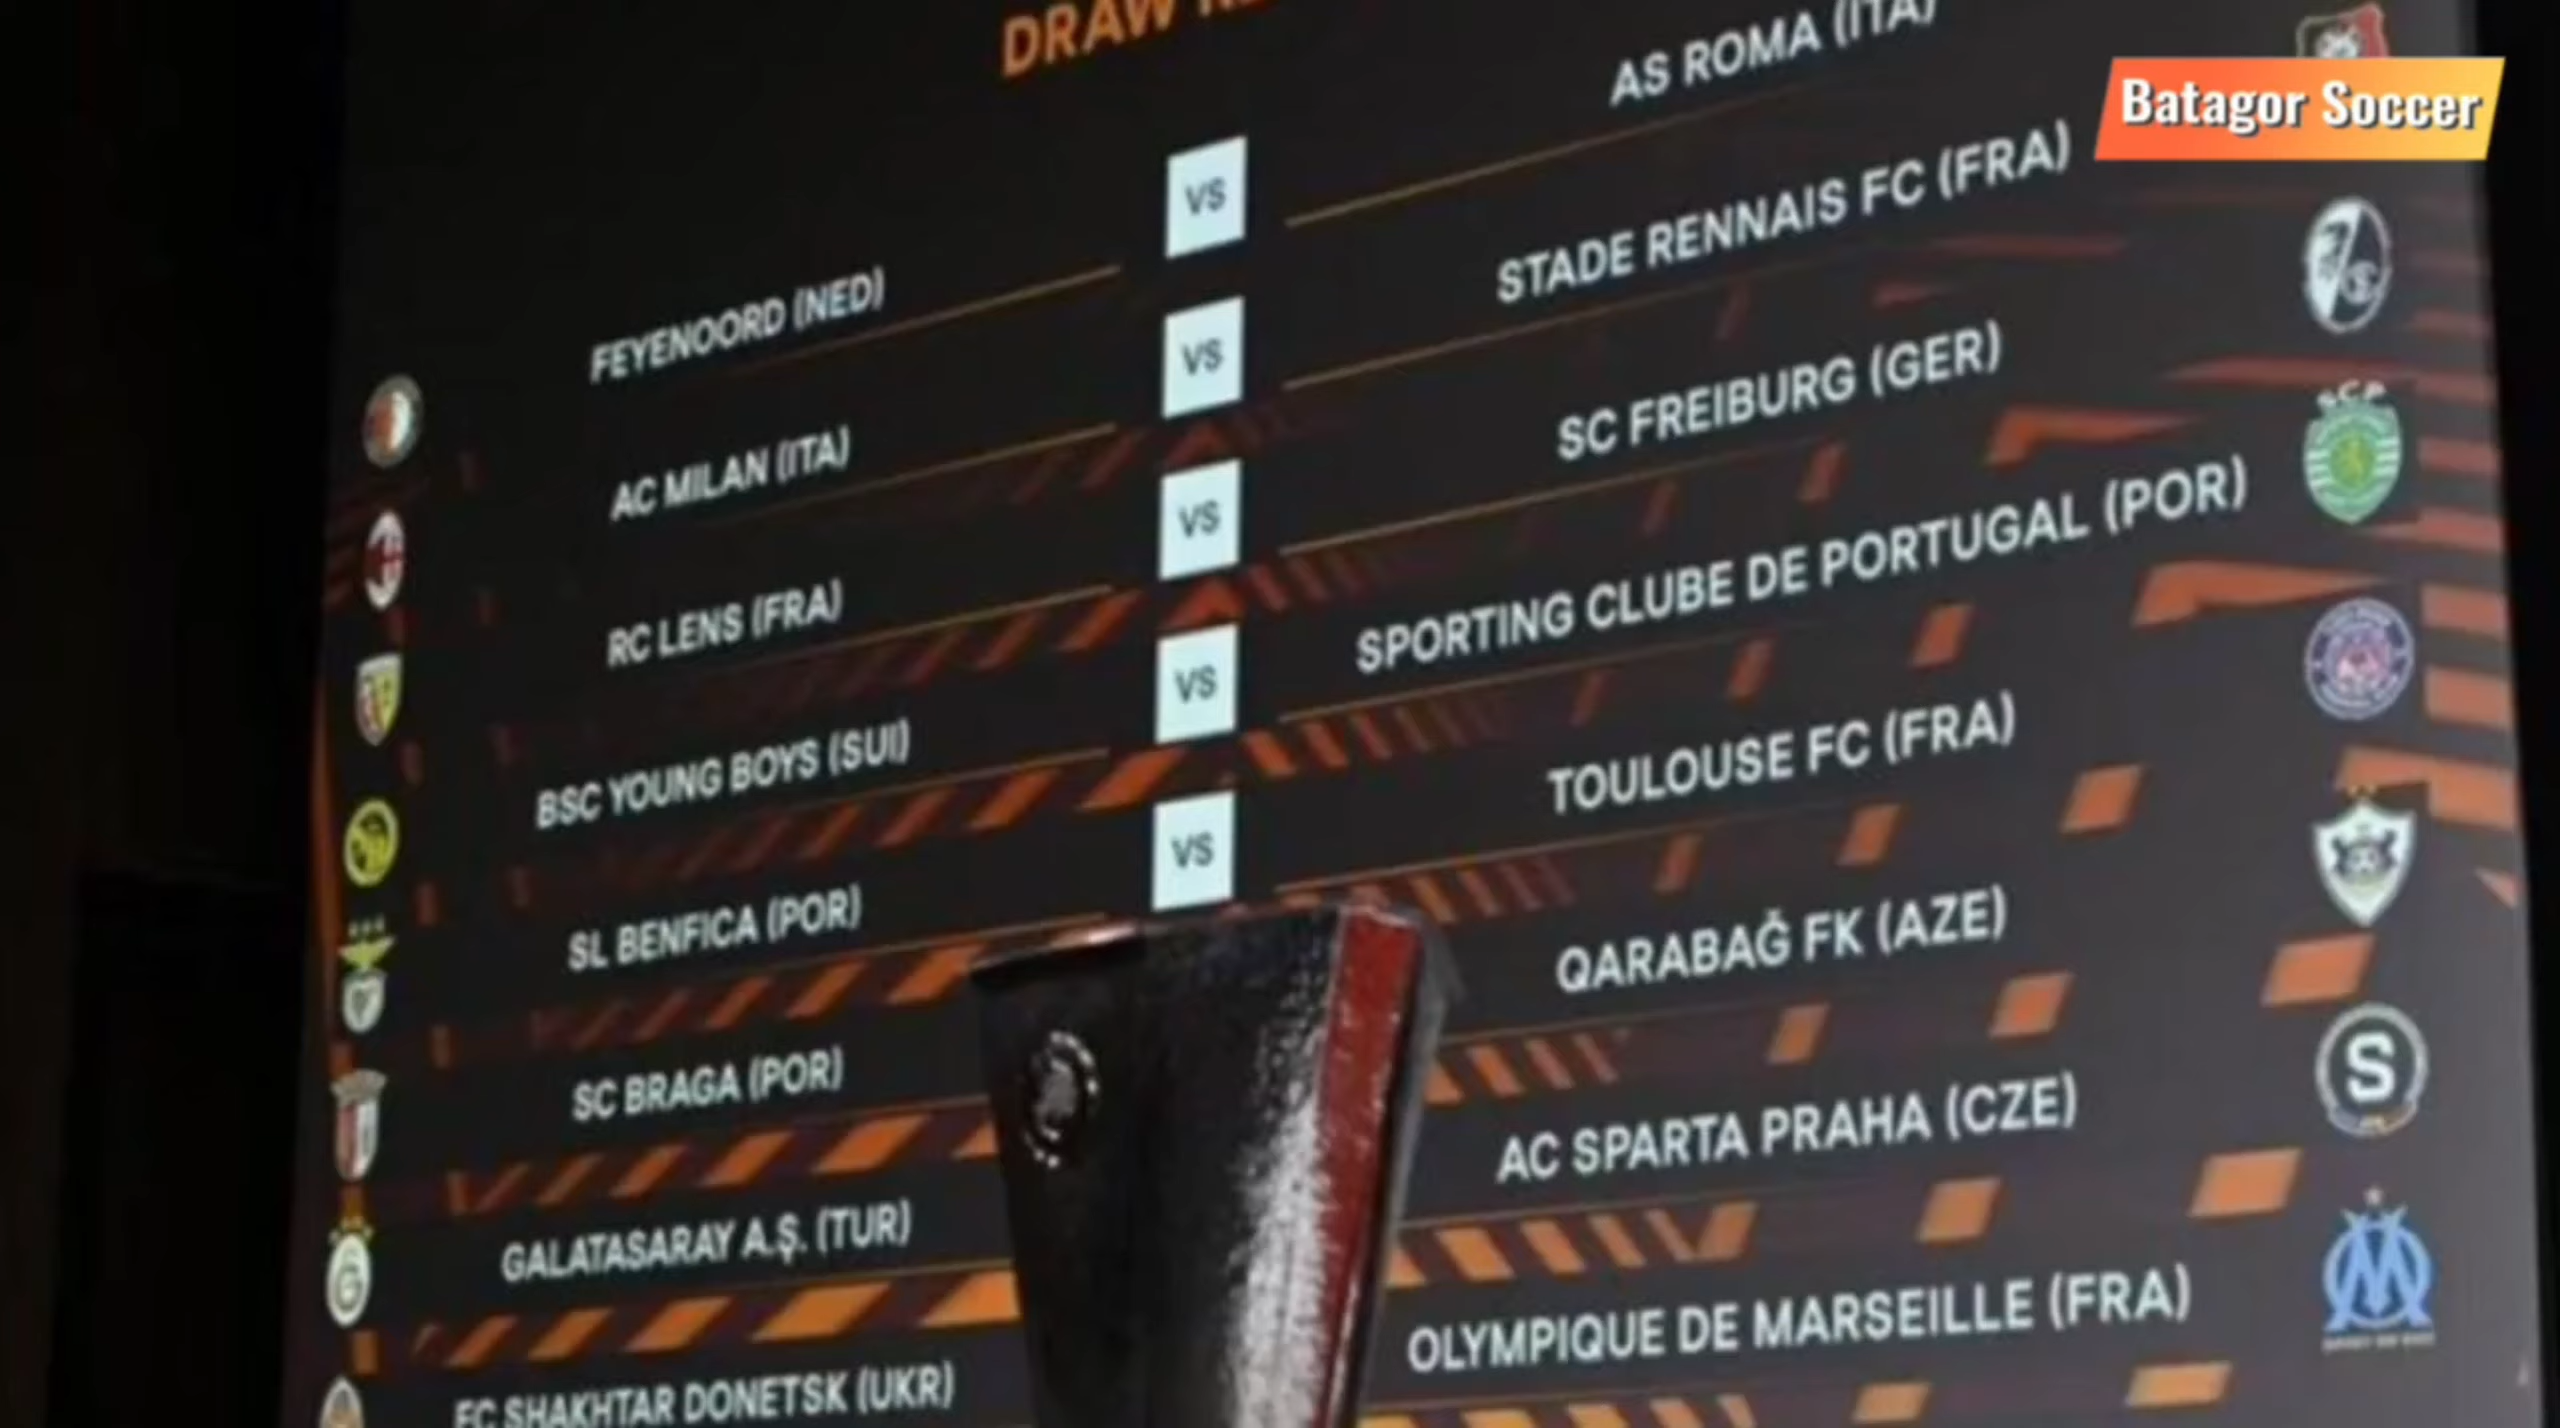 DRAW
FEYENOORD (NED) VS AS ROMA (ITA)
AC MILAN (ITA) VS STADE RENNAIS FC (FRA)
RC LENS (FRA) VS SC FREIBURG (GER)
BSC YOUNG BOYS (SUI) VS SPORTING CLUBE DE PORTUGAL (POR)
SL BENFICA (POR) VS TOULOUSE FC (FRA)
SC BRAGA (POR) QARABAĞ FK (AZE)
GALATASARAY A.Ş. (TUR) AC SPARTA PRAHA (CZE)
FC SHAKHTAR DONETSK (UKR) OLYMPIQUE DE MARSEILLE (FRA)
Batagor Soccer